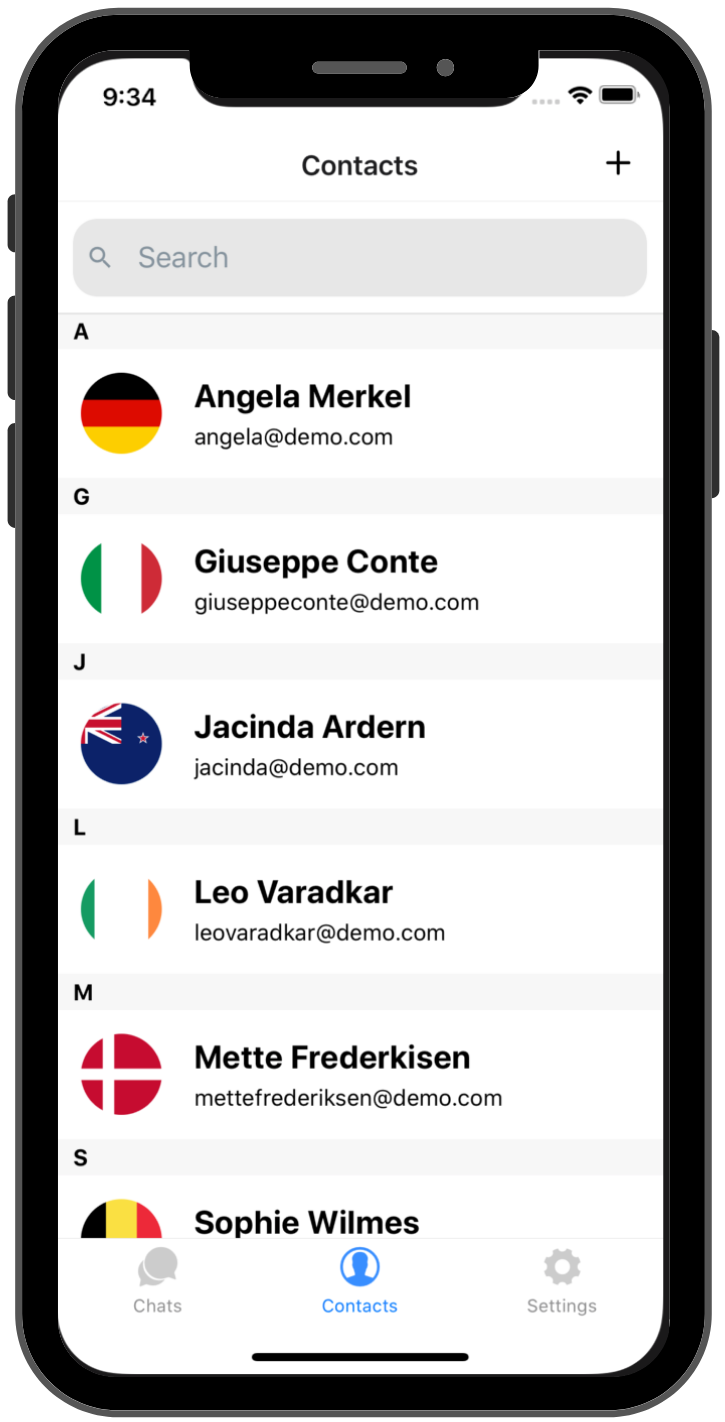 9:34
Contacts
Search
A
Angela Merkel
angela@demo.com
G
Giuseppe Conte
giuseppeconte@demo.com
J
Jacinda Ardern
jacinda@demo.com
L
Leo Varadkar
leovaradkar@demo.com
M
Mette Frederkisen
mettefrederiksen@demo.com
S
Sophie Wilmes
Chats Contacts Settings